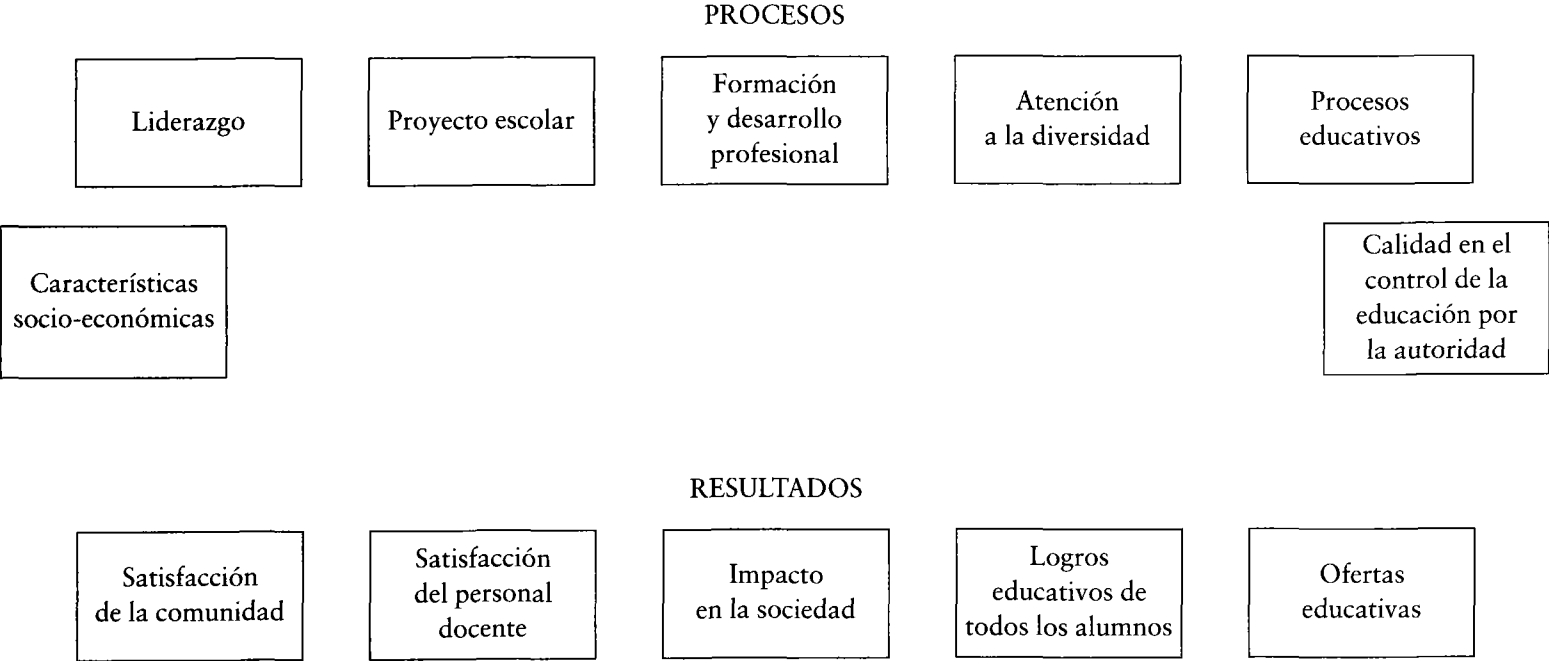 PROCESOS
Liderazgo
Proyecto escolar
Formación
y desarrollo
profesional
Atención
a la diversidad
Procesos
educativos
Características
socio-económicas
Calidad en el
control de la
educación por
la autoridad
RESULTADOS
Satisfacción
de la comunidad
Satisfacción
del personal
docente
Impacto
en la sociedad
Logros
educativos de
todos los alumnos
Ofertas
educativas